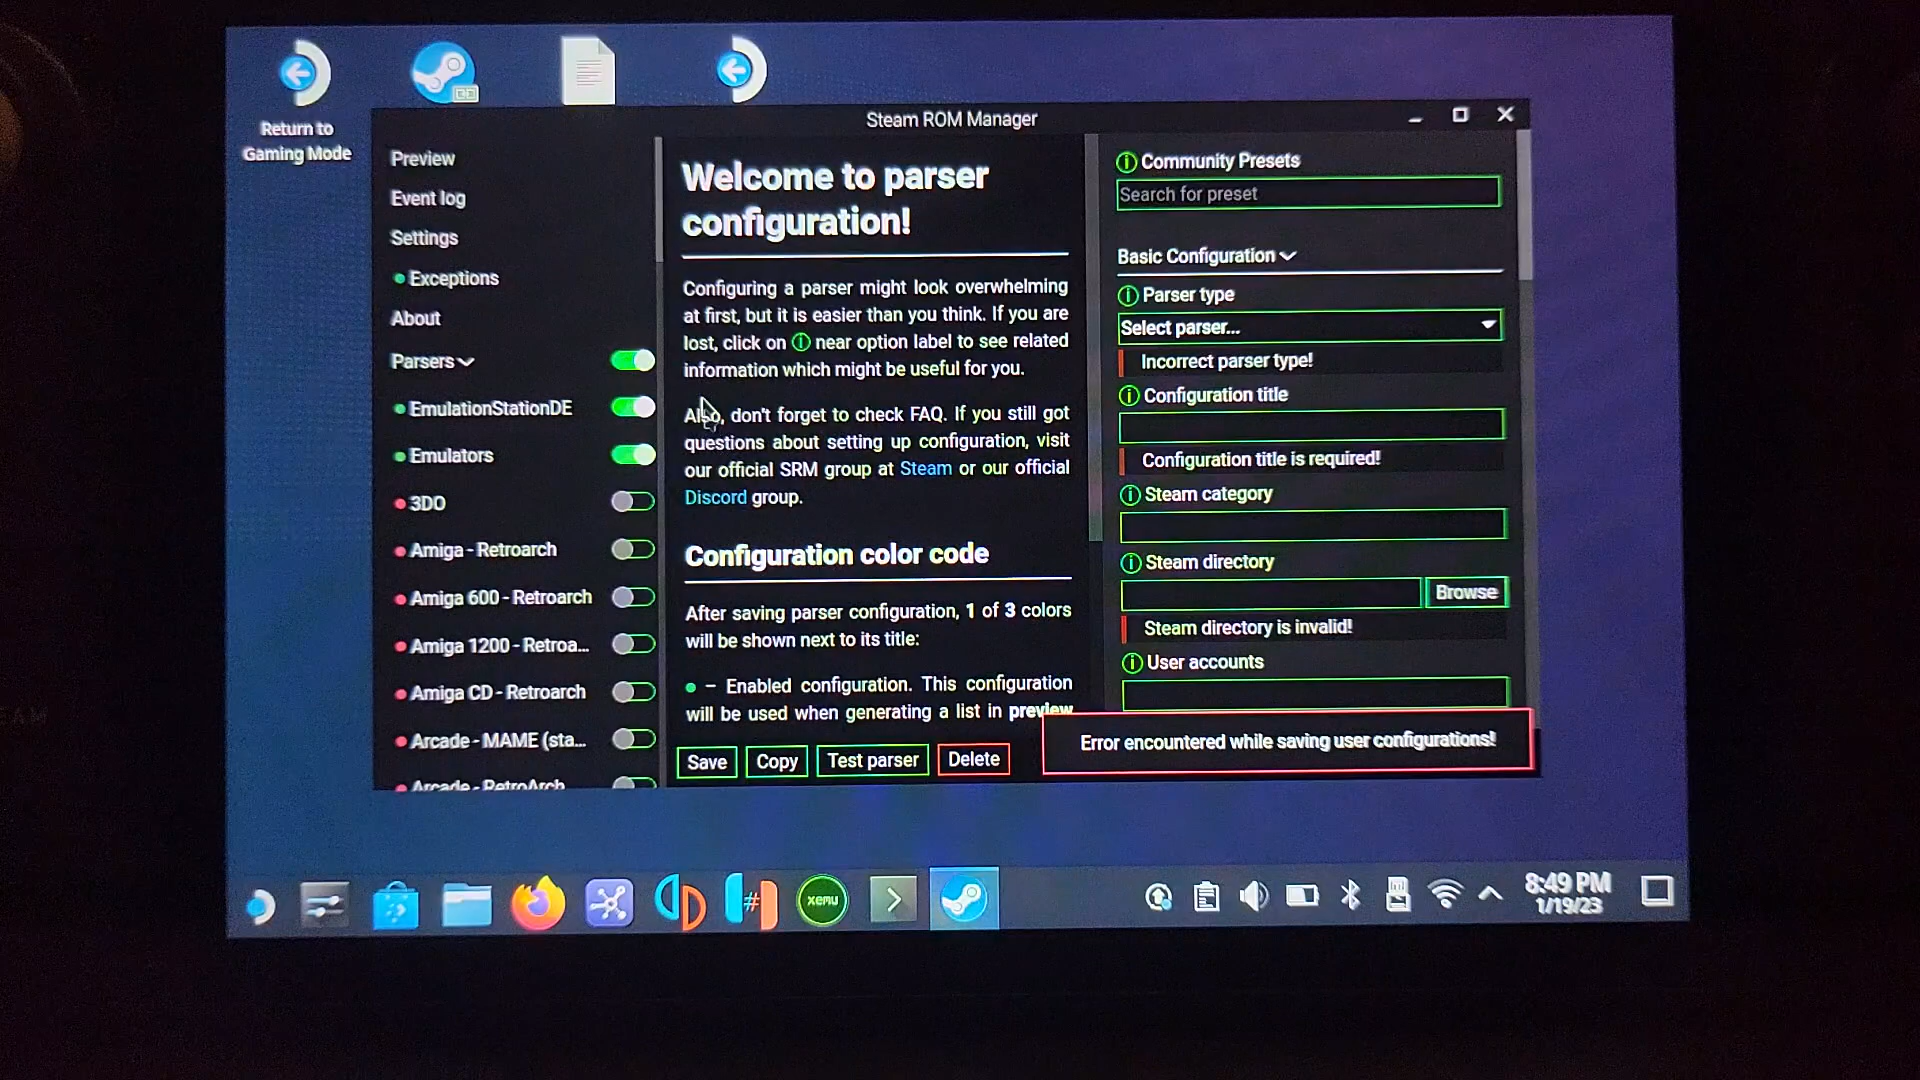 Return to
Gaming Mode
Steam ROM Manager
Preview
Event log
Settings
Exceptions
About
Parsers
EmulationStationDE
Emulators
3DO
Amiga - Retroarch
Amiga 600 - Retroarch
Amiga 1200 - Retroa...
Amiga CD - Retroarch
Arcade - MAME (sta...
Arcade - RetroArch
Welcome to parser
configuration!
Configuring a parser might look overwhelming
at first, but it is easier than you think. If you are
lost, click on ⓘ near option label to see related
information which might be useful for you.
Also, don't forget to check FAQ. If you still got
questions about setting up configuration, visit
our official SRM group at Steam or our official
Discord group.
Configuration color code
After saving parser configuration, 1 of 3 colors
will be shown next to its title:
– Enabled configuration. This configuration
will be used when generating a list in preview
Save
Copy
Test parser
Delete
Community Presets
Search for preset
Basic Configuration
Parser type
Select parser...
Incorrect parser type!
Configuration title
Configuration title is required!
Steam category
Steam directory
Browse
Steam directory is invalid!
User accounts
Error encountered while saving user configurations!
#
xemu
8:49 PM
1/19/23